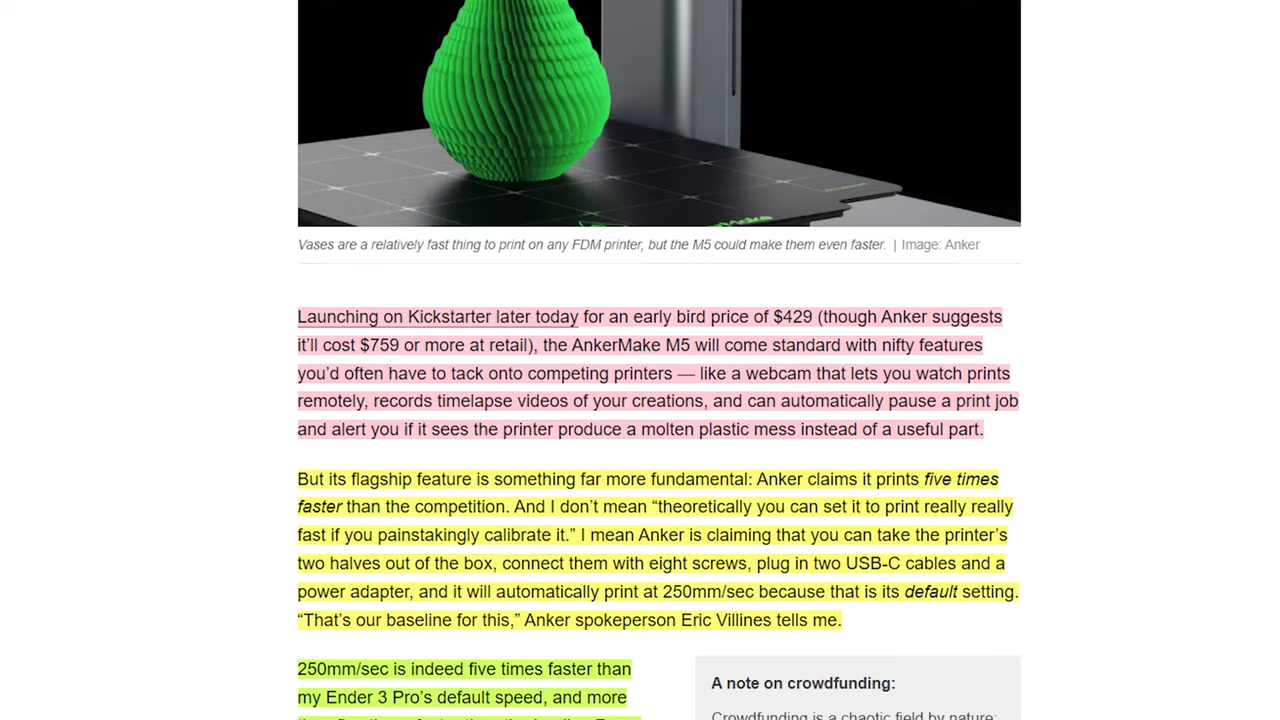 Make
Vases are a relatively fast thing to print on any FDM printer, but the M5 could make them even faster. | Image: Anker
Launching on Kickstarter later today for an early bird price of $429 (though Anker suggests
it’ll cost $759 or more at retail), the AnkerMake M5 will come standard with nifty features
you’d often have to tack onto competing printers — like a webcam that lets you watch prints
remotely, records timelapse videos of your creations, and can automatically pause a print job
and alert you if it sees the printer produce a molten plastic mess instead of a useful part.
But its flagship feature is something far more fundamental: Anker claims it prints five times
faster than the competition. And I don’t mean “theoretically you can set it to print really really
fast if you painstakingly calibrate it.” I mean Anker is claiming that you can take the printer’s
two halves out of the box, connect them with eight screws, plug in two USB-C cables and a
power adapter, and it will automatically print at 250mm/sec because that is its default setting.
“That’s our baseline for this,” Anker spokeperson Eric Villines tells me.
250mm/sec is indeed five times faster than
my Ender 3 Pro’s default speed, and more
A note on crowdfunding:
Crowdfunding is a chaotic field by nature: